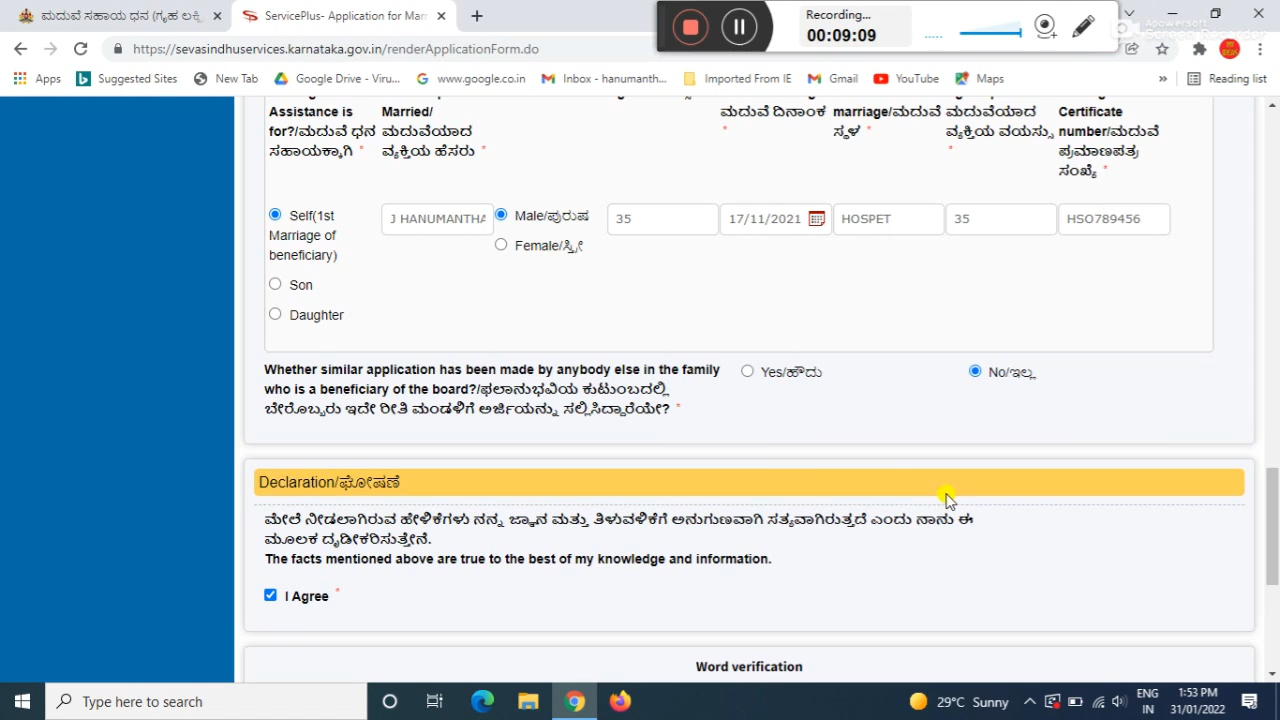 ಮದುವೆ ಸಹಾಯ ಧನ (ಗೃಹ ಲಕ್ಷ್ಮಿ
ServicePlus- Application for Marr
Recording...
00:09:09
Apowersoft
Screen Recorder
https://sevasindhuservices.karnataka.gov.in/renderApplicationForm.do
Apps
Suggested Sites
New Tab
Google Drive - Viru...
www.google.co.in
Inbox - hanumanth...
Imported From IE
Gmail
YouTube
Maps
Reading list
Assistance is for?/ಮದುವೆ ಧನ ಸಹಾಯಕ್ಕಾಗಿ *
Married/ ಮದುವೆಯಾದ ವ್ಯಕ್ತಿಯ ಹೆಸರು *
ಮದುವೆ ದಿನಾಂಕ *
marriage/ಮದುವೆ ಸ್ಥಳ *
ಮದುವೆಯಾದ ವ್ಯಕ್ತಿಯ ವಯಸ್ಸು *
Certificate number/ಮದುವೆ ಪ್ರಮಾಣಪತ್ರ ಸಂಖ್ಯೆ *
Self(1st Marriage of beneficiary)
Son
Daughter
J HANUMANTHA
Male/ಪುರುಷ
Female/ಸ್ತ್ರೀ
35
17/11/2021
HOSPET
35
HSO789456
Whether similar application has been made by anybody else in the family
who is a beneficiary of the board?/ಫಲಾನುಭವಿಯ ಕುಟುಂಬದಲ್ಲಿ
ಬೇರೊಬ್ಬರು ಇದೇ ರೀತಿ ಮಂಡಳಿಗೆ ಅರ್ಜಿಯನ್ನು ಸಲ್ಲಿಸಿದ್ದಾರೆಯೇ? *
Yes/ಹೌದು
No/ಇಲ್ಲ
Declaration/ಘೋಷಣೆ
ಮೇಲೆ ನೀಡಲಾಗಿರುವ ಹೇಳಿಕೆಗಳು ನನ್ನ ಜ್ಞಾನ ಮತ್ತು ತಿಳುವಳಿಕೆಗೆ ಅನುಗುಣವಾಗಿ ಸತ್ಯವಾಗಿರುತ್ತದೆ ಎಂದು ನಾನು ಈ
ಮೂಲಕ ದೃಡೀಕರಿಸುತ್ತೇನೆ.
The facts mentioned above are true to the best of my knowledge and information.
I Agree *
Word verification
Type here to search
29°C Sunny
ENG
IN
1:53 PM
31/01/2022